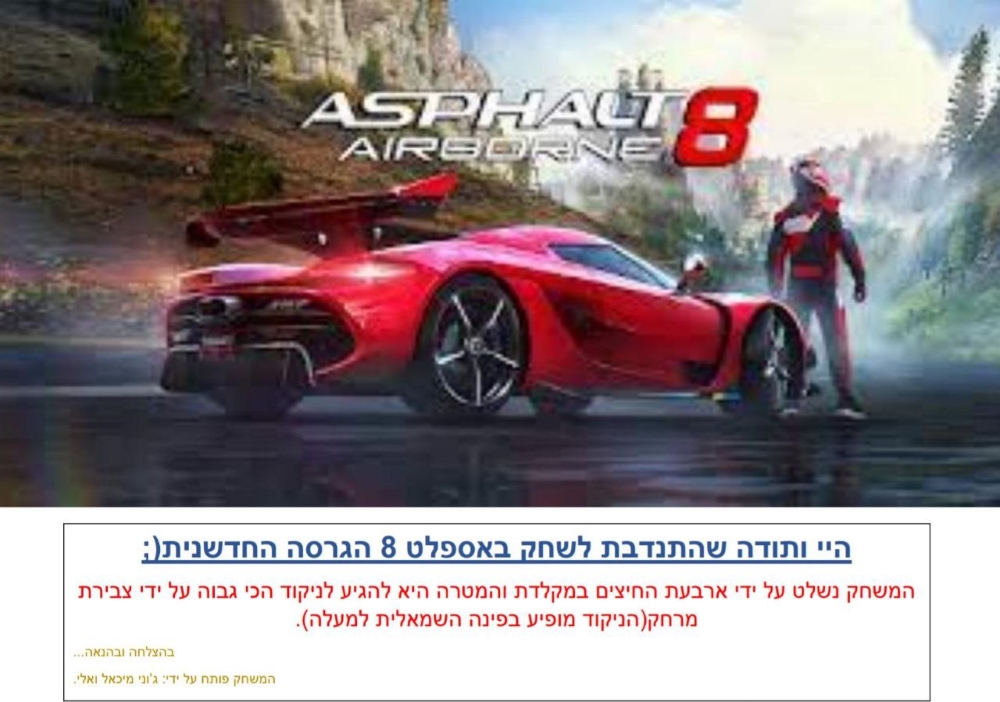 ASPHALT 8
AIRBORNE
היי ותודה שהתנדבת לשחק באספלט 8 הגרסה החדשנית(;
המשחק נשלט על ידי ארבעת החיצים במקלדת והמטרה היא להגיע לניקוד הכי גבוה על ידי צבירת
מרחק(הניקוד מופיע בפינה השמאלית למעלה).
בהצלחה ובהנאה...
המשחק פותח על ידי: ג'וני מיכאל ואלי.